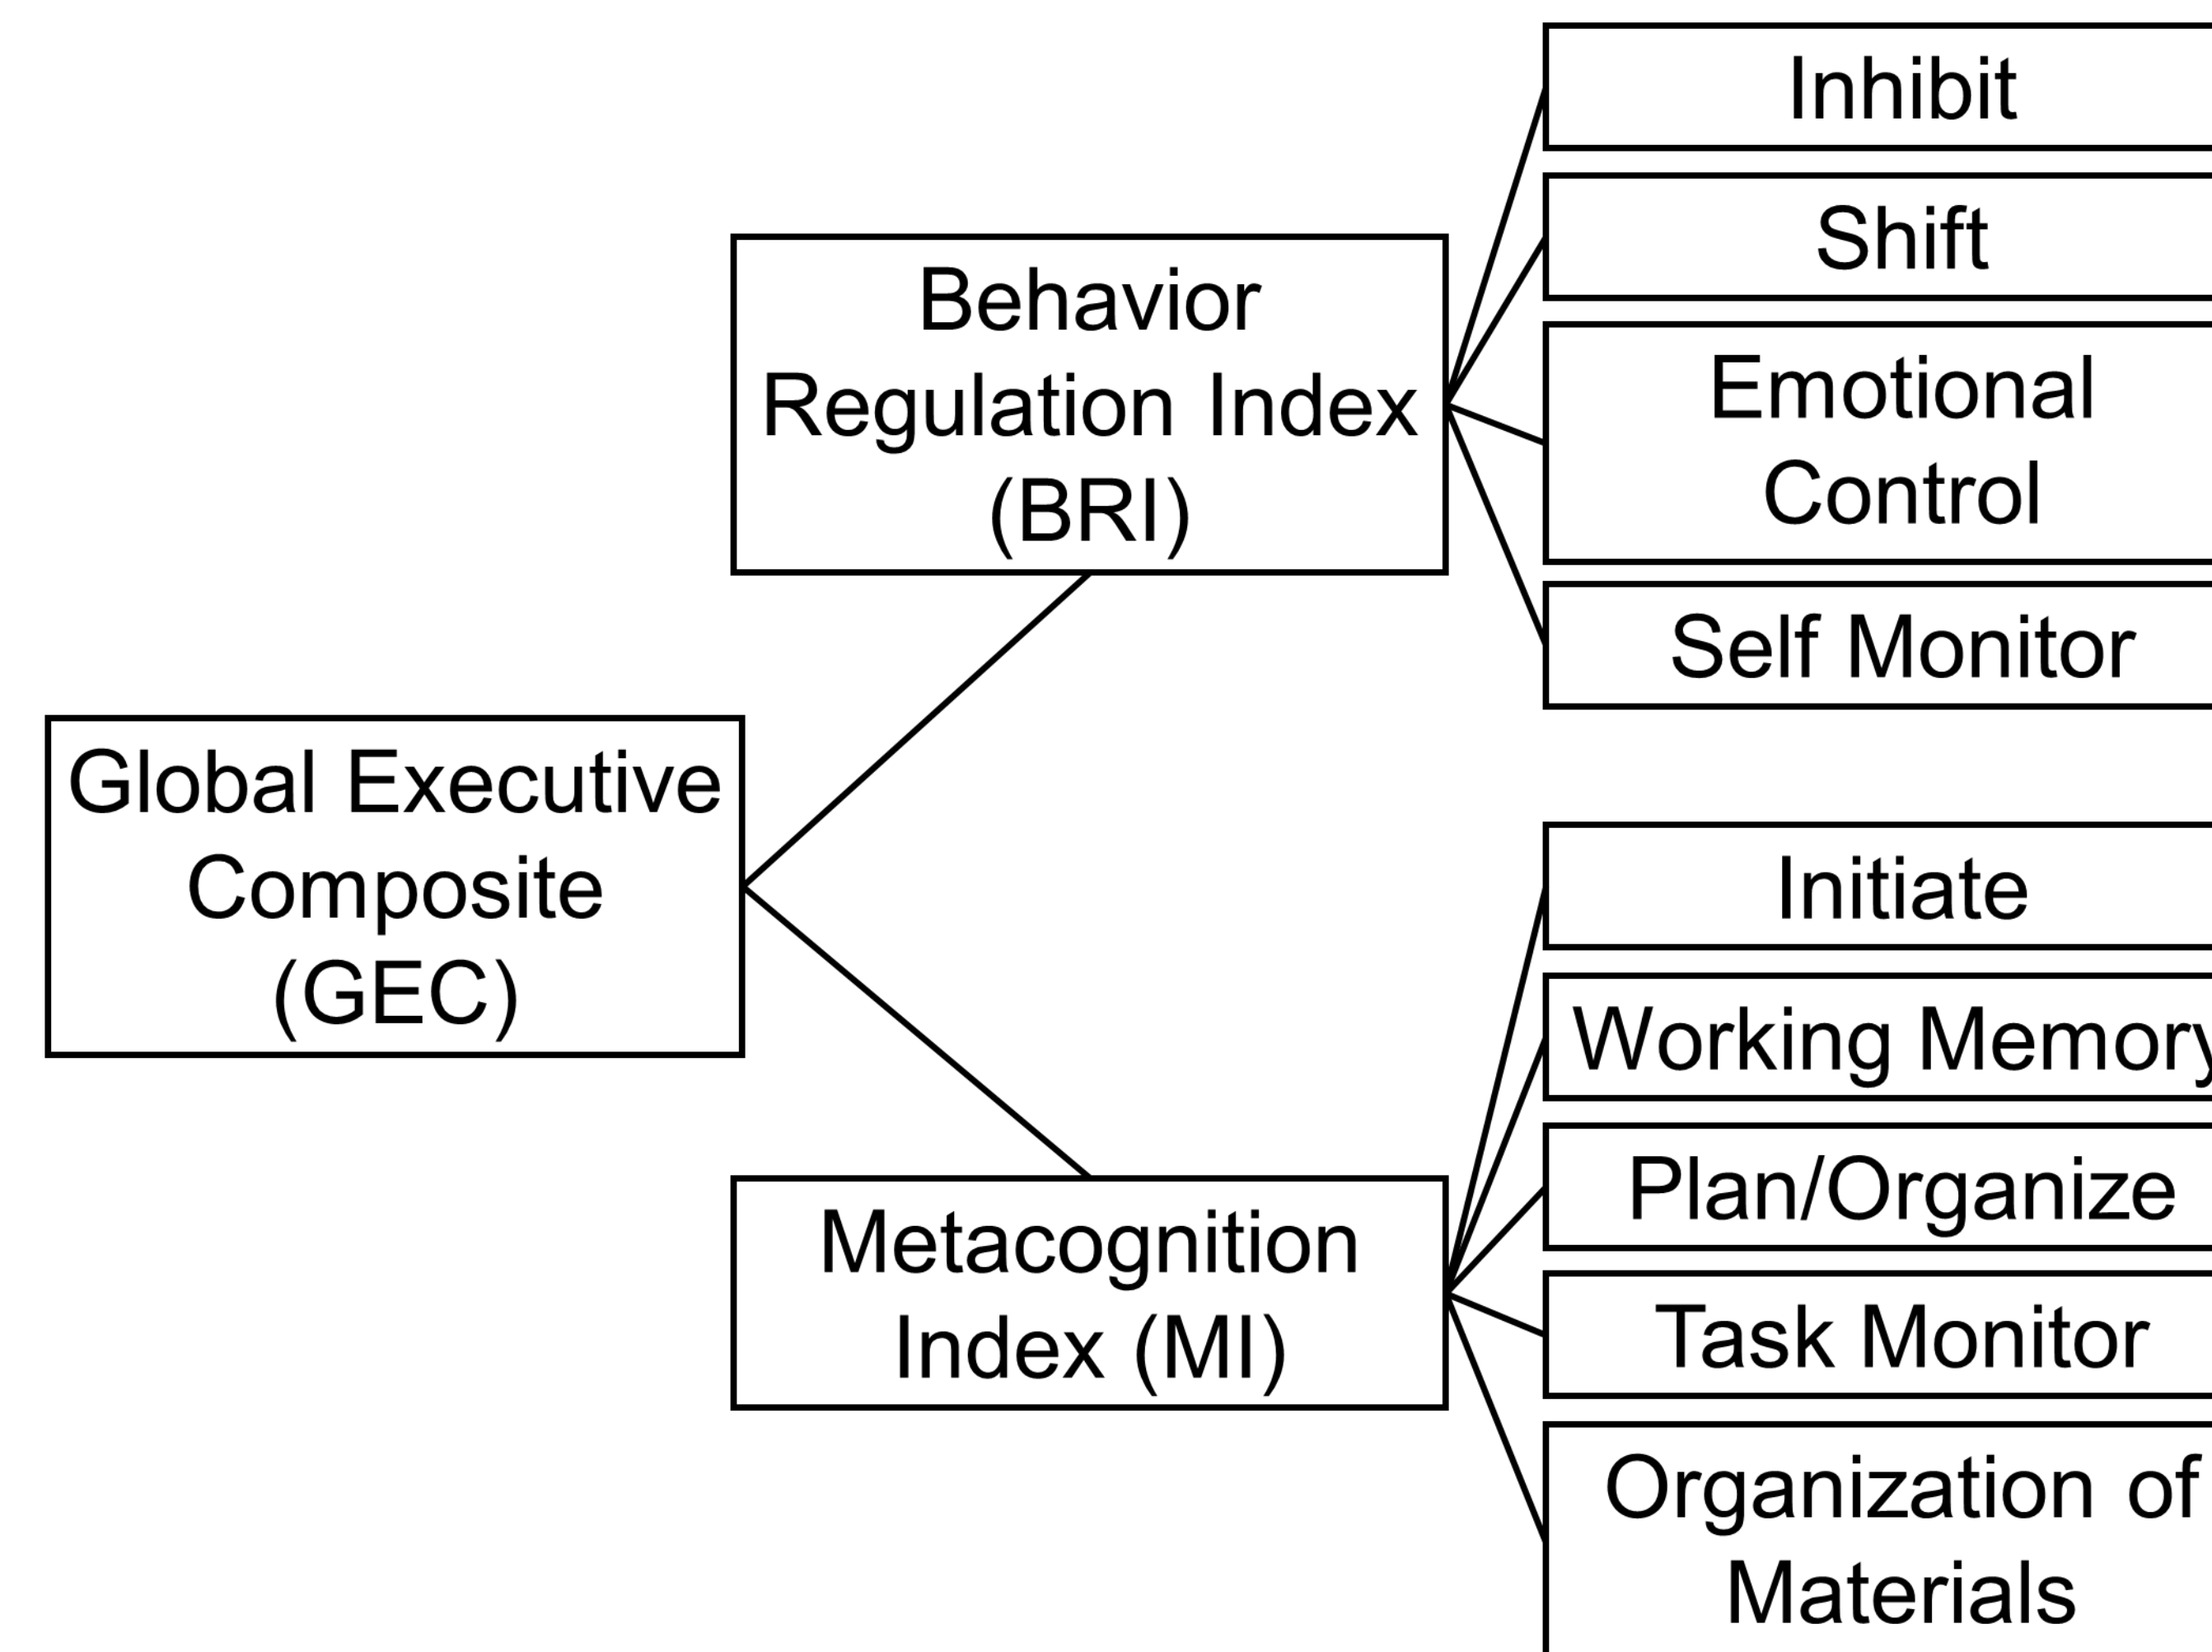 Inhibit
Shift
Behavior
Regulation Index
(BRI)
Emotional
Control
Self Monitor
Global Executive
Composite
(GEC)
Initiate
Working Memory
Plan/Organize
Metacognition
Index (MI)
Task Monitor
Organization of
Materials